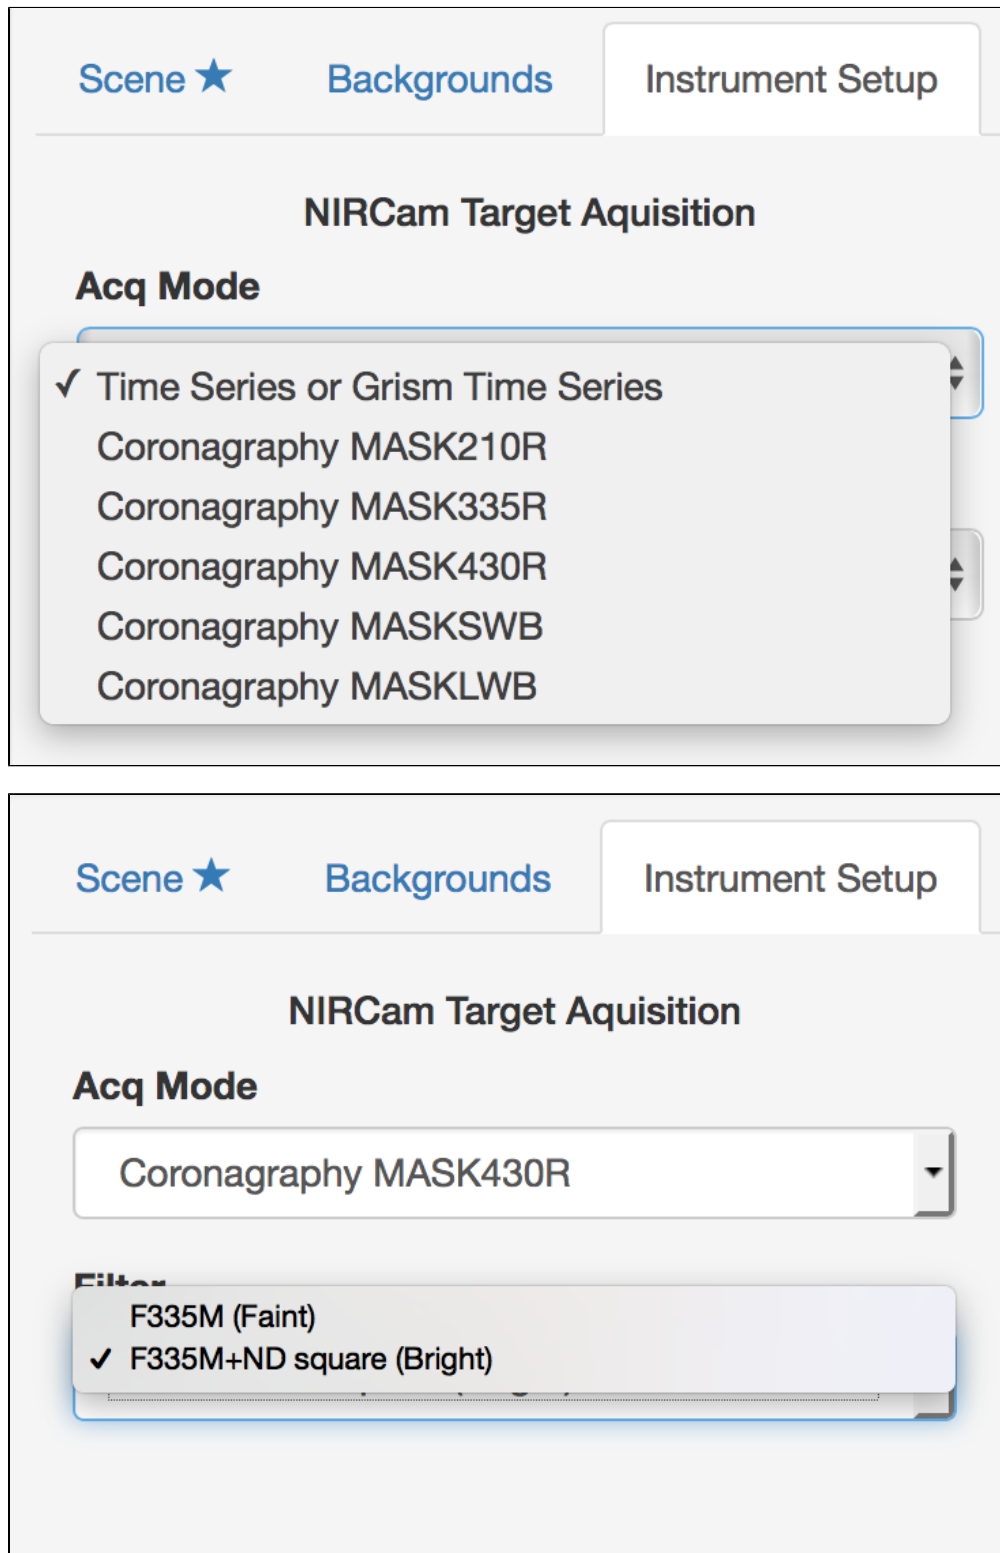 Scene ★ Backgrounds Instrument Setup
NIRCam Target Aquisition
Acq Mode
✓ Time Series or Grism Time Series
Coronagraphy MASK210R
Coronagraphy MASK335R
Coronagraphy MASK430R
Coronagraphy MASKSWB
Coronagraphy MASKLWB
Scene ★ Backgrounds Instrument Setup
NIRCam Target Aquisition
Acq Mode
Coronagraphy MASK430R
Filter
F335M (Faint)
✓ F335M+ND square (Bright)